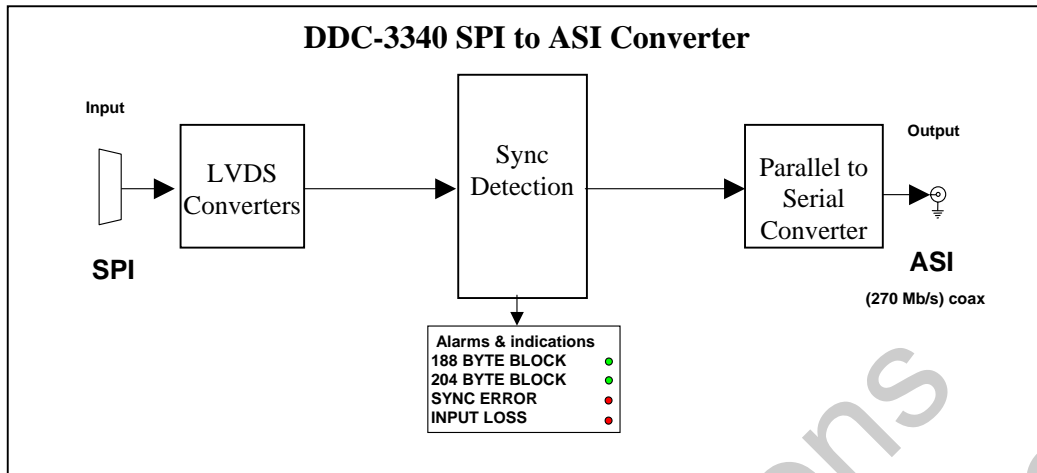 DDC-3340 SPI to ASI Converter
Input
SPI
LVDS
Converters
Sync
Detection
Parallel to
Serial
Converter
Output
ASI
(270 Mb/s) coax
Alarms & indications
188 BYTE BLOCK
204 BYTE BLOCK
SYNC ERROR
INPUT LOSS